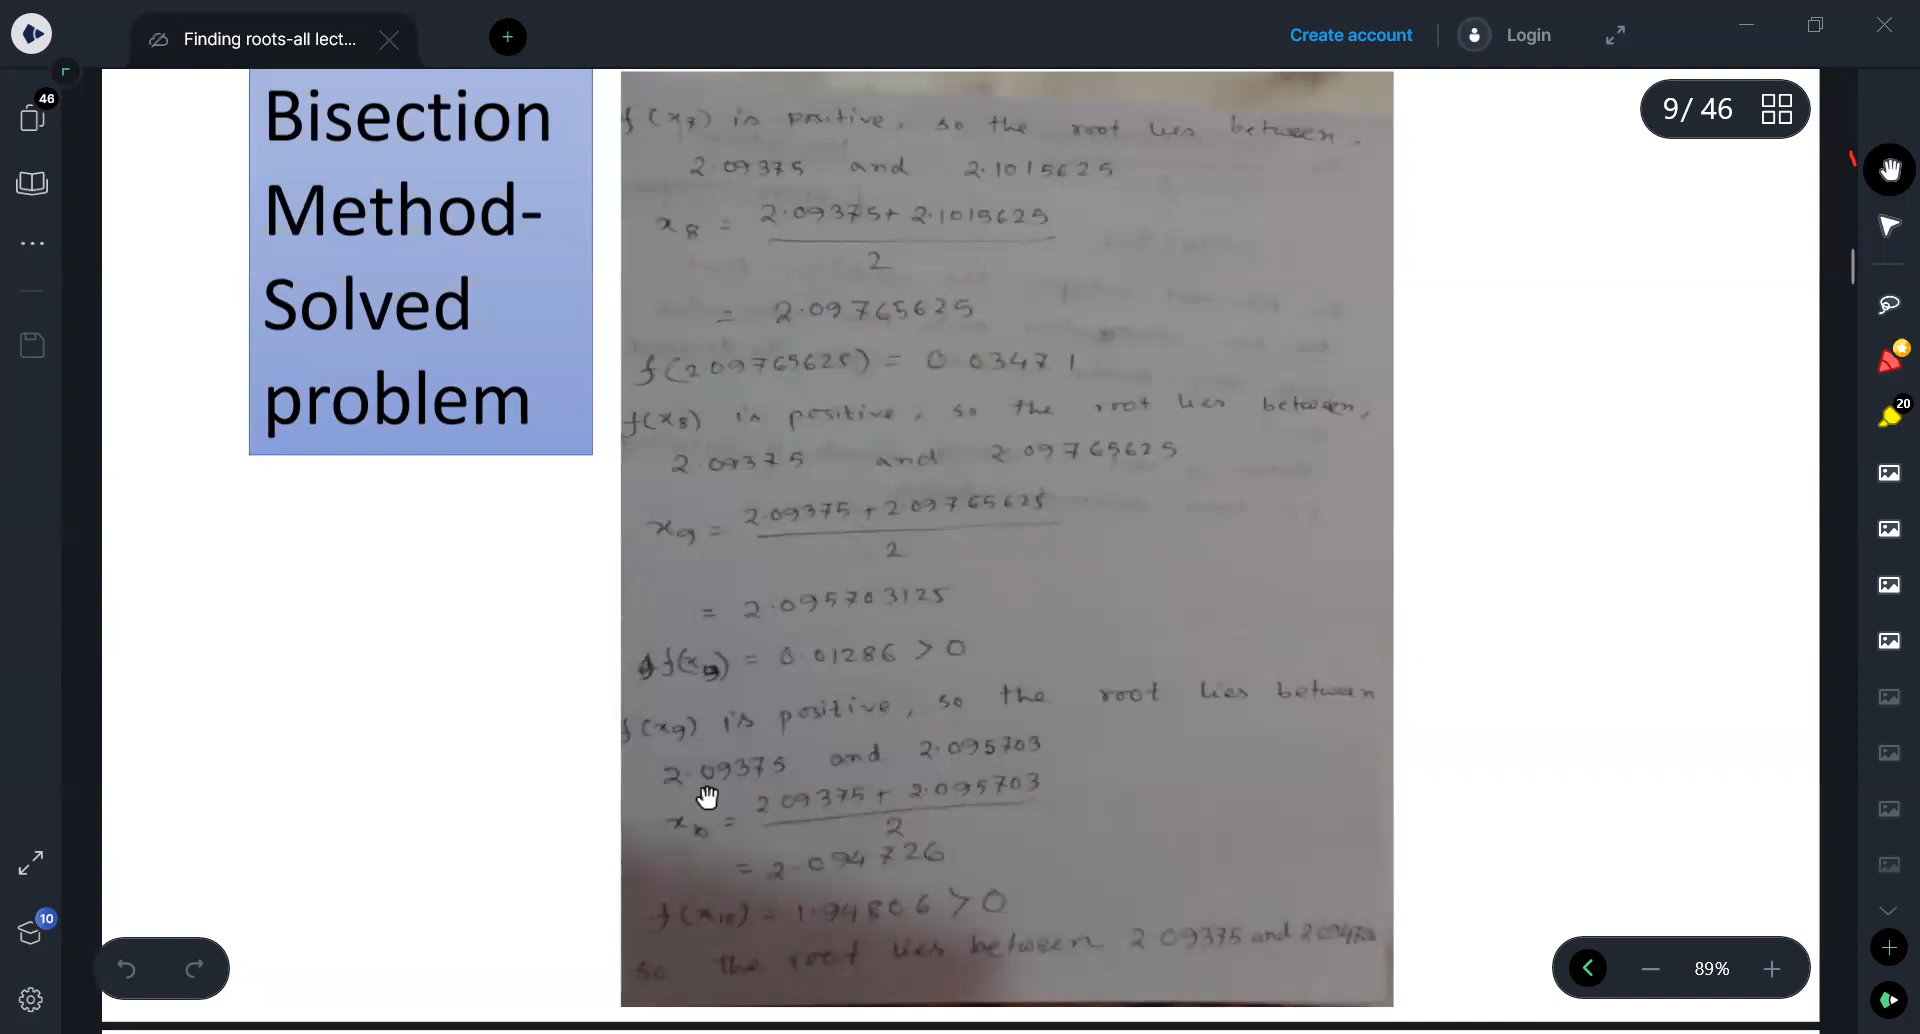 Finding roots-all lect...
Create account
Login
46
9/ 46
Bisection
Method-
Solved
problem
f(x₇) is positive, so the root lies between,
2.09375 and 2.1015625
x₈ = 2.09375+ 2.1015625
2
= 2.09765625
f(2.09765625) = 0.03471
f(x₈) is positive, so the root lies between,
2.09375 and 2.09765625
x₉ = 2.09375 + 2.09765625
2
= 2.095703125
f(x₉) = 0.01286 > 0
f(x₉) is positive, so the root lies between
2.09375 and 2.095703
x₁₀ = 2.09375 + 2.095703
2
= 2.094726
f(x₁₀) = 1.94806 > 0
so the root lies between 2.09375 and
20
10
89%